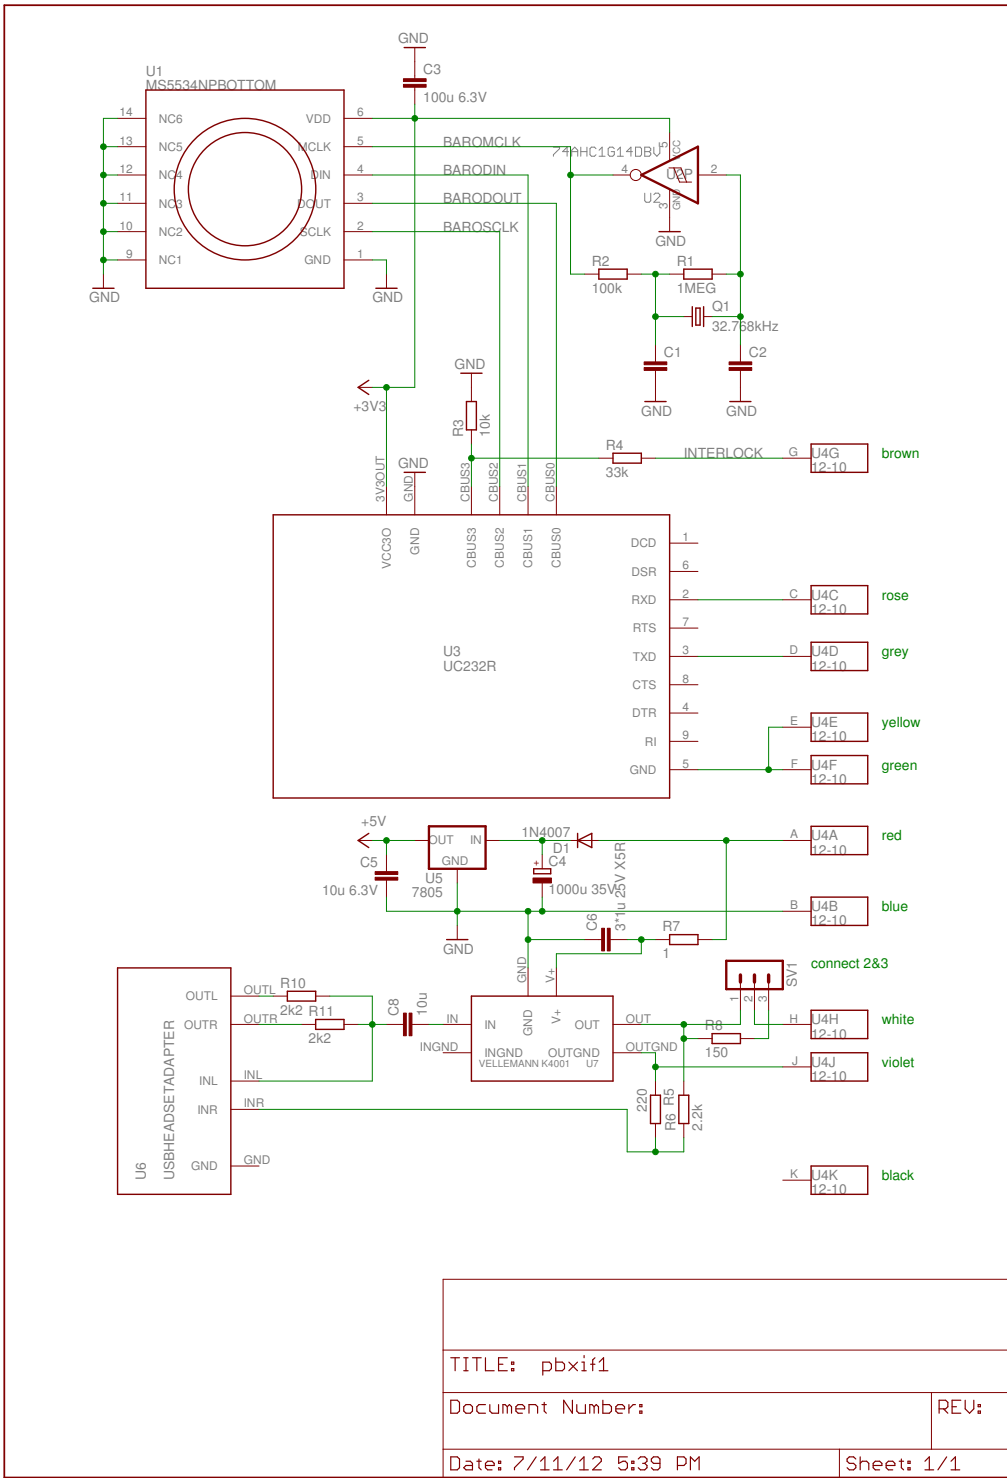 GND
C3
100u 6.3V
U1
MS5534NPBOTTOM
14 NC6 VDD 6
13 NC5 MCLK 5 BAROMCLK
12 NC4 DIN 4 BARODIN
11 NC3 DOUT 3 BARODOUT
10 NC2 SCLK 2 BAROSCLK
9 NC1 GND 1
GND GND
74AHC1G14DBV
5 VCC
4 U2P 2
U2
3 GND
GND
R2 R1
100k 1MEG
Q1
32.768kHz
C1 C2
GND GND
GND
+3V3
R3 10k
R4 INTERLOCK G U4G brown
33k 12-10
3V3OUT GND GND CBUS3 CBUS2 CBUS1 CBUS0
VCC3O GND CBUS3 CBUS2 CBUS1 CBUS0
DCD 1
DSR 6
RXD 2 C U4C rose
12-10
RTS 7
U3 TXD 3 D U4D grey
UC232R 12-10
CTS 8
DTR 4 E U4E yellow
12-10
RI 9
GND 5 F U4F green
12-10
+5V OUT IN 1N4007 A U4A red
D1 12-10
GND
C5 U5 C4
10u 6.3V 7805 + 1000u 35V
B U4B blue
12-10
C6 3*1u 25V X5R
R7
1
GND
GND V+
SV1 connect 2&3
1 2 3
OUTL OUTL R10
2k2
OUTR OUTR R11
2k2
C8 10u
IN IN GND V+ OUT OUT
R8
150
H U4H white
12-10
INGND INGND OUTGND OUTGND
VELLEMANN K4001 U7
J U4J violet
12-10
INL INL
INR INR
220 R6 R5 2.2k
GND GND
U6 USBHEADSETADAPTER
K U4K black
12-10
TITLE: pbxif1
Document Number: REV:
Date: 7/11/12 5:39 PM Sheet: 1/1